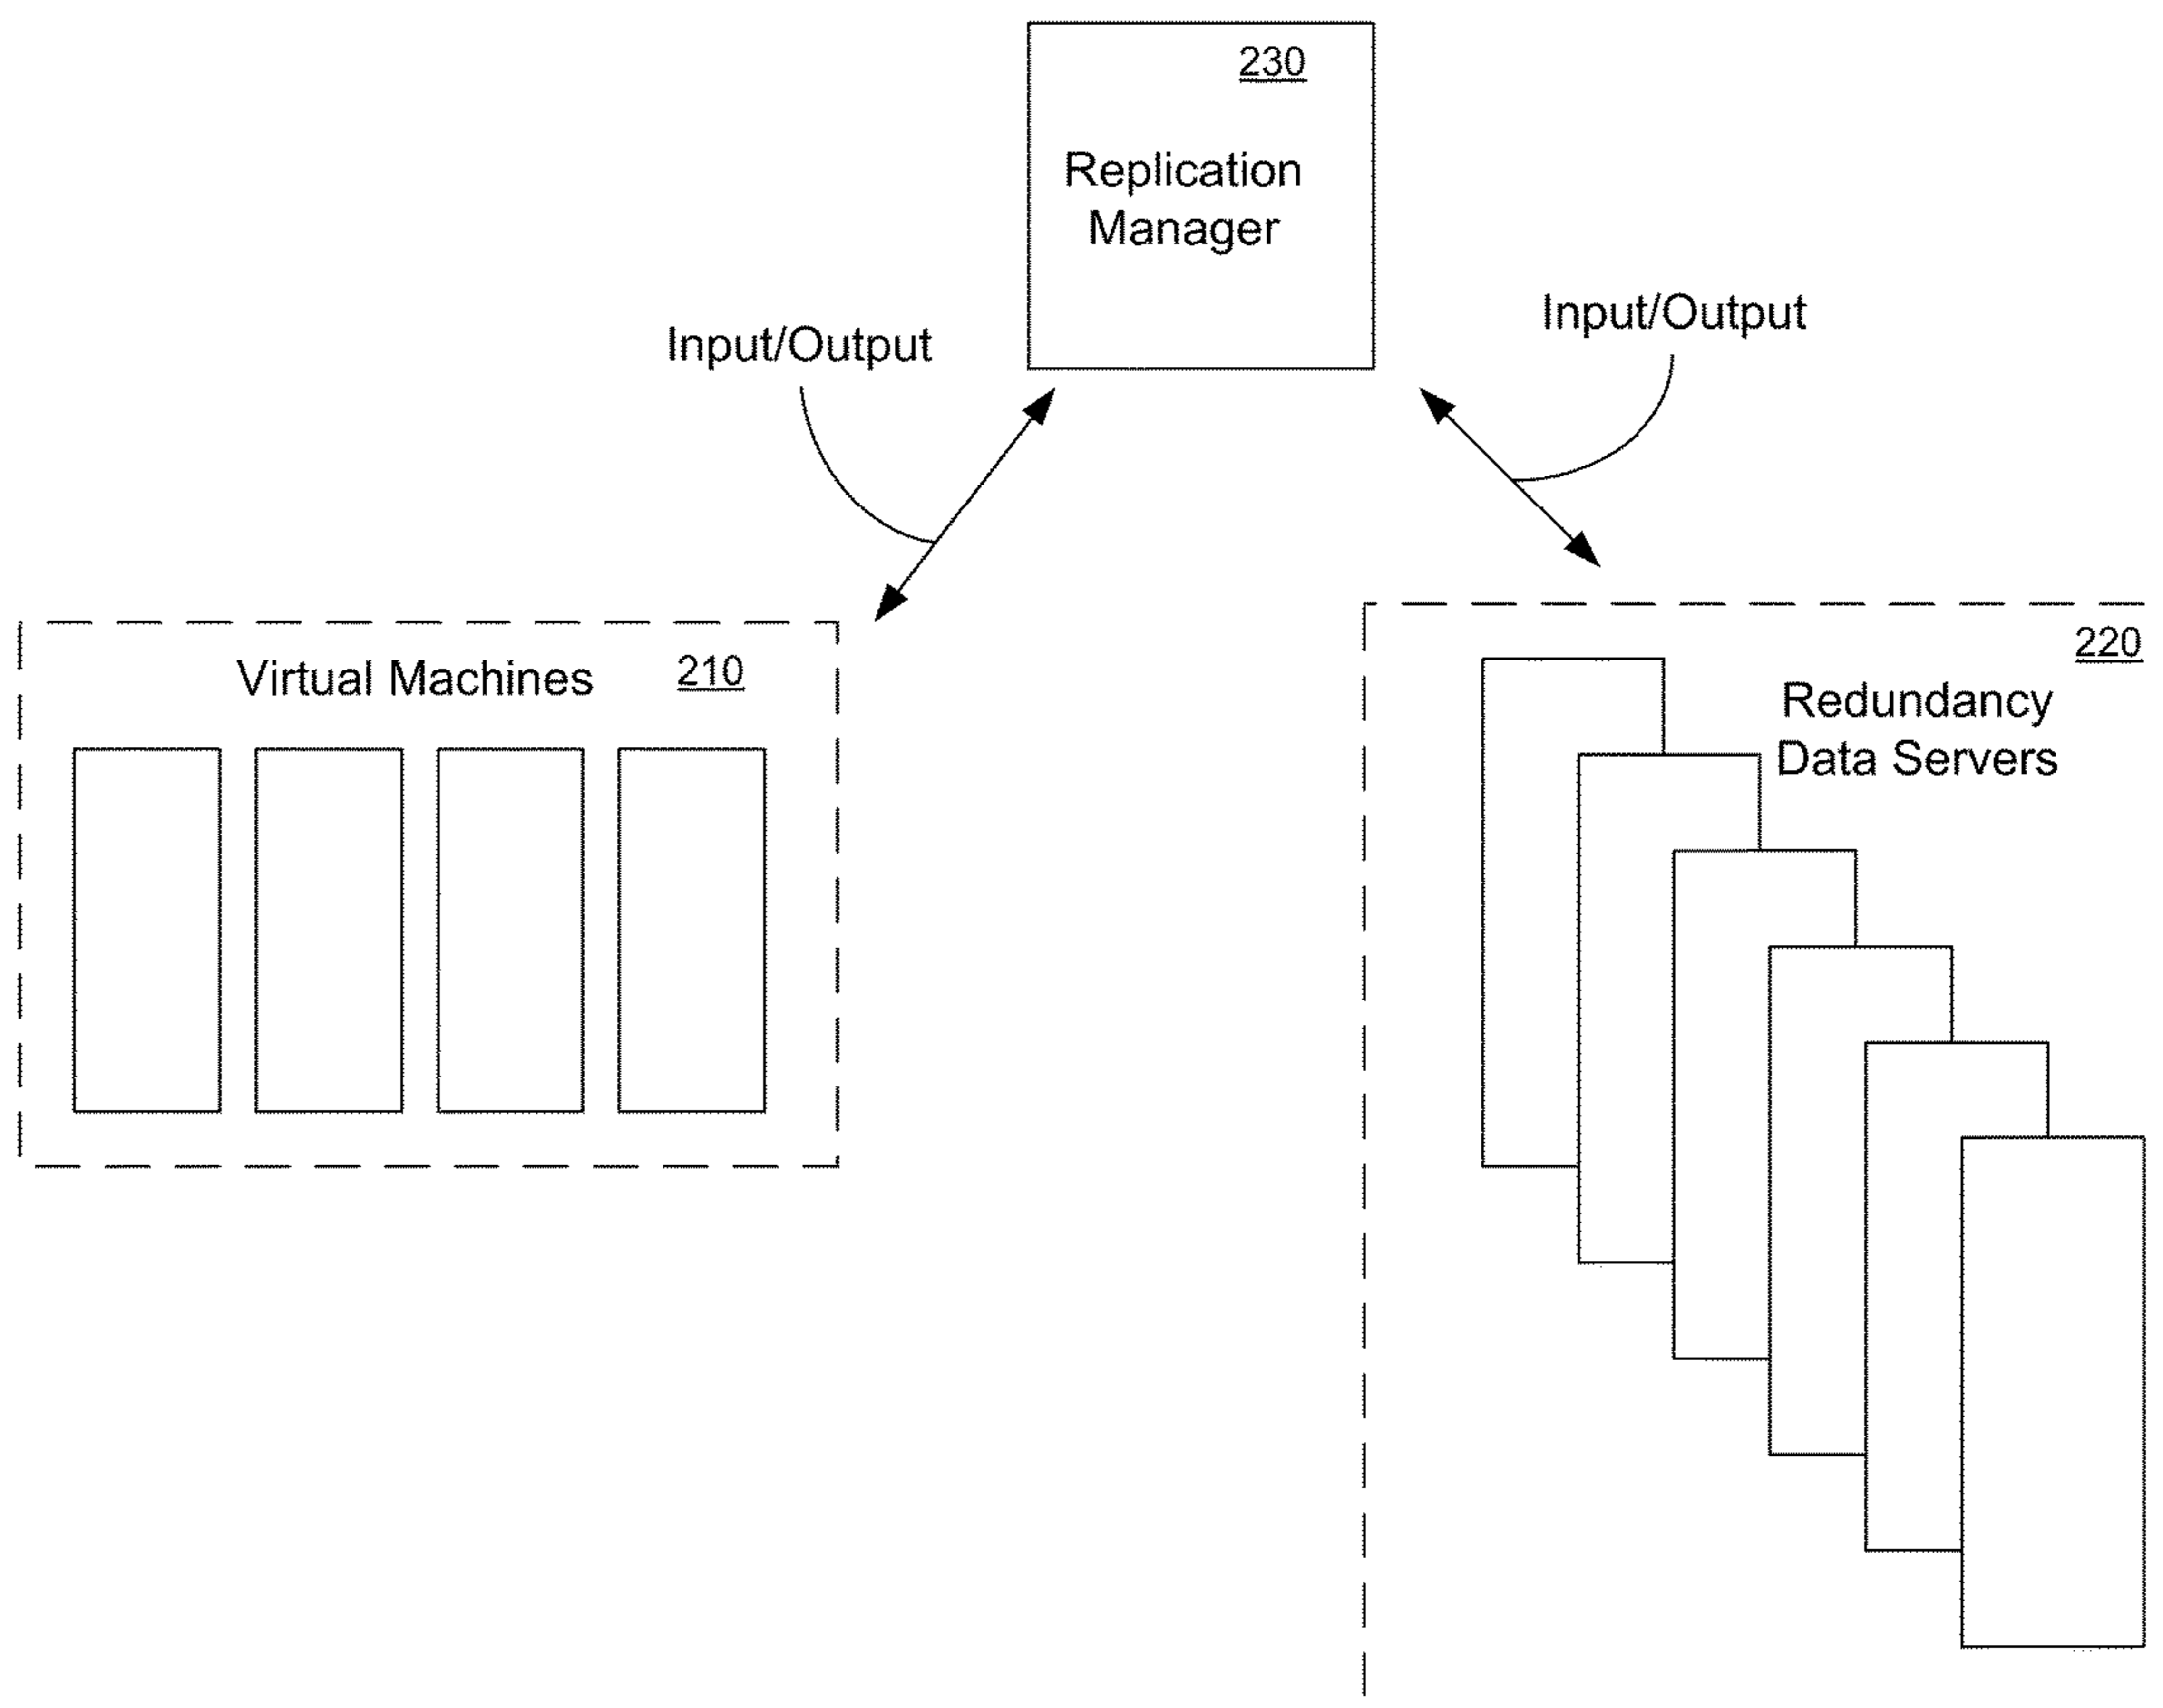 230
Replication
Manager
Input/Output
Input/Output
Virtual Machines 210
220
Redundancy
Data Servers